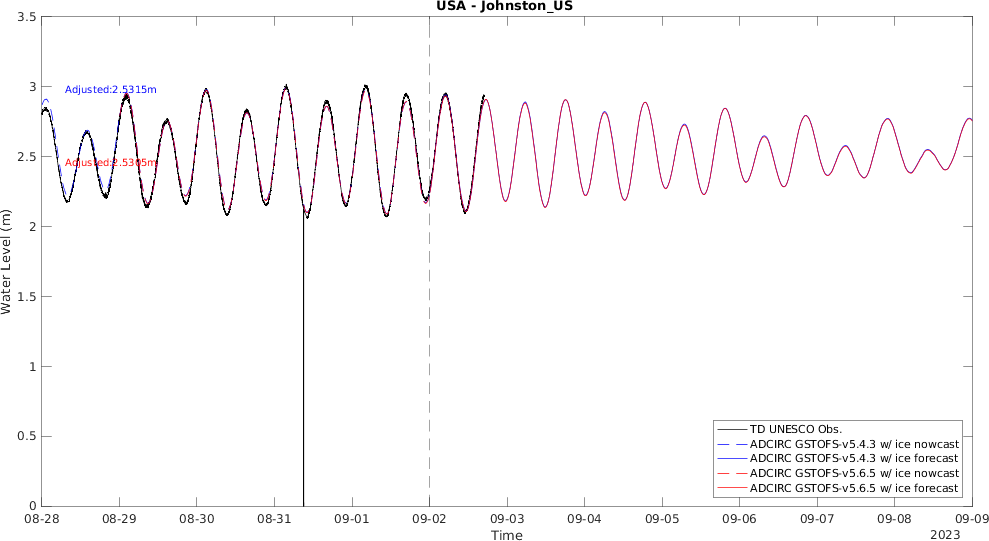 USA - Johnston_US
3.5
3
2.5
2
1.5
1
0.5
0
Water Level (m)
Adjusted:2.5315m
Adjusted:2.5305m
TD UNESCO Obs.
ADCIRC GSTOFS-v5.4.3 w/ ice nowcast
ADCIRC GSTOFS-v5.4.3 w/ ice forecast
ADCIRC GSTOFS-v5.6.5 w/ ice nowcast
ADCIRC GSTOFS-v5.6.5 w/ ice forecast
08-28 08-29 08-30 08-31 09-01 09-02 09-03 09-04 09-05 09-06 09-07 09-08 09-09
Time
2023